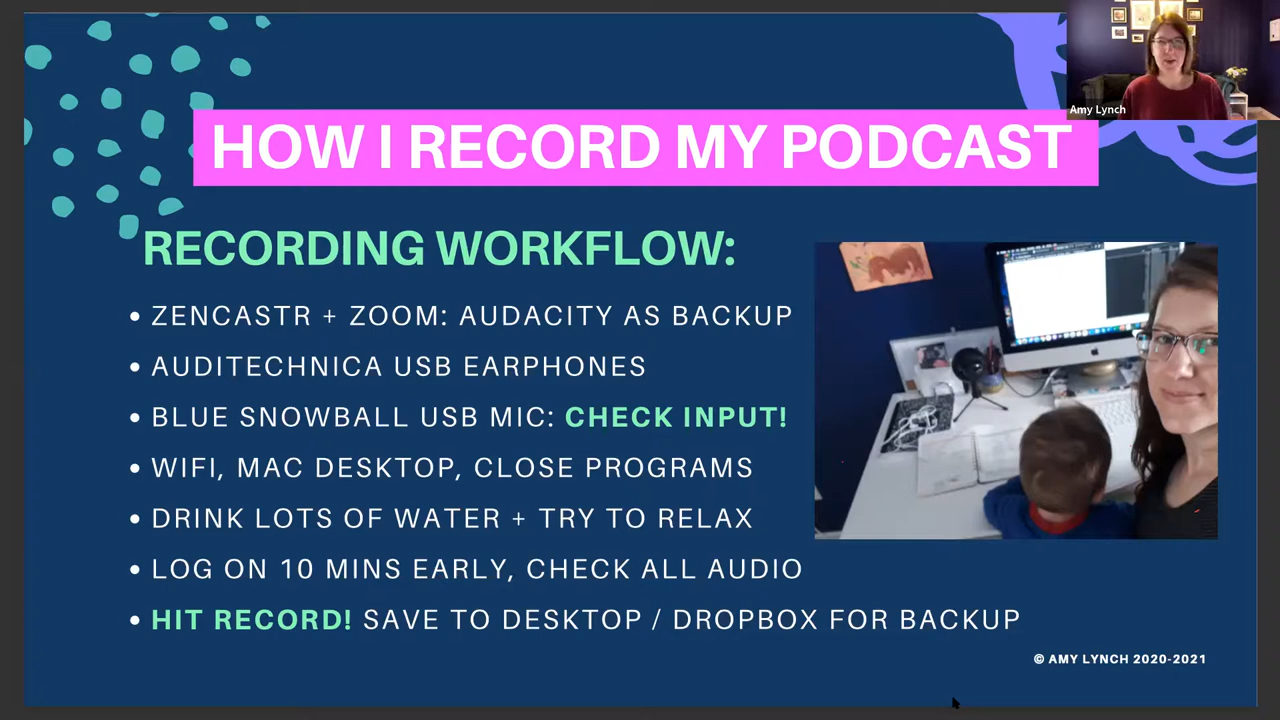 Amy Lynch
HOW I RECORD MY PODCAST
RECORDING WORKFLOW:
• ZENCASTR + ZOOM: AUDACITY AS BACKUP
• AUDITECHNICA USB EARPHONES
• BLUE SNOWBALL USB MIC: CHECK INPUT!
• WIFI, MAC DESKTOP, CLOSE PROGRAMS
• DRINK LOTS OF WATER + TRY TO RELAX
• LOG ON 10 MINS EARLY, CHECK ALL AUDIO
• HIT RECORD! SAVE TO DESKTOP / DROPBOX FOR BACKUP
© AMY LYNCH 2020-2021